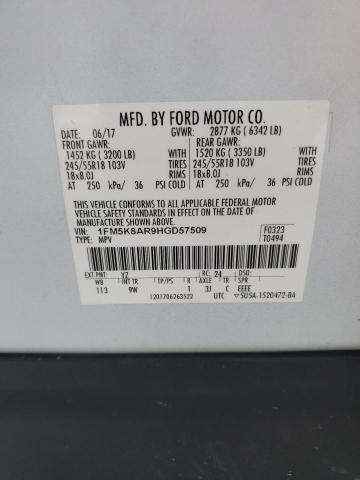 MFD. BY FORD MOTOR CO.
DATE: 06/17 GVWR: 2877 KG ( 6342 LB)
FRONT GAWR: REAR GAWR:
1452 KG ( 3200 LB) WITH 1520 KG ( 3350 LB) WITH
245/55R18 103V TIRES 245/55R18 103V TIRES
18x8.0J RIMS 18x8.0J RIMS
AT 250 kPa/ 36 PSI COLD AT 250 kPa/ 36 PSI COLD
THIS VEHICLE CONFORMS TO ALL APPLICABLE FEDERAL MOTOR
VEHICLE SAFETY AND BUMPER STANDARDS IN EFFECT ON THE DATE OF
MANUFACTURE SHOWN ABOVE.
VIN: 1FM5K8AR9HGD57509 F0323
TYPE: MPV T0494
EXT PNT: YZ RC: 24 DSO:
WB INT TR TP/PS R AXLE TR SPR
113 9W 1 3J C EEEE
1201706263522 UTC 5U5A-1520472-BA